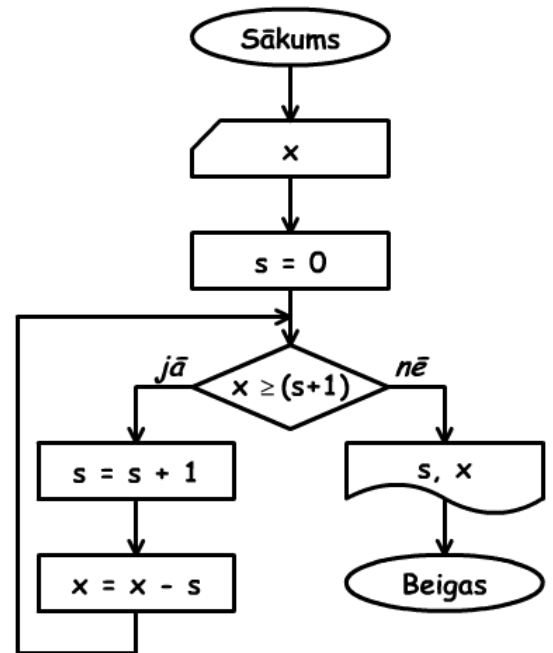 Sākums
x
s = 0
x ≥ (s+1)
jā
nē
s = s + 1
x = x - s
s, x
Beigas